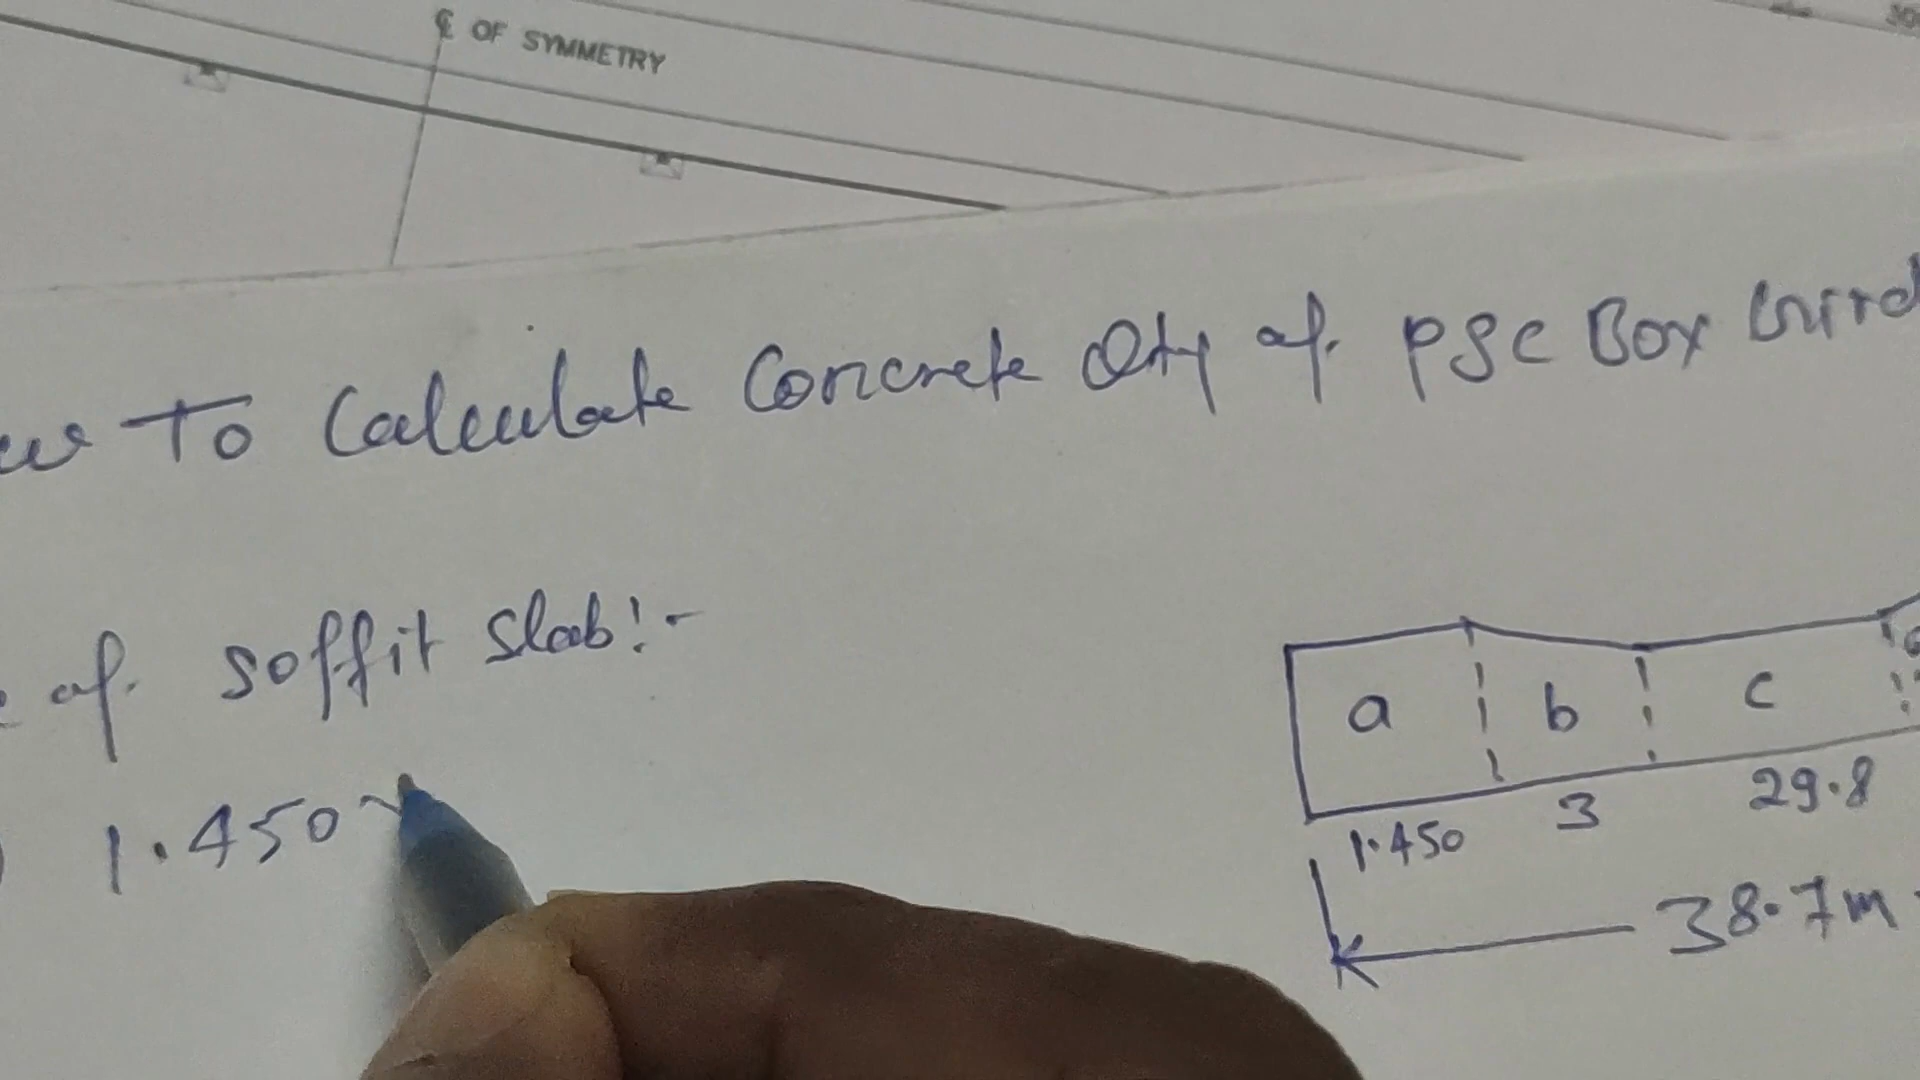 ℄ OF SYMMETRY
To Calculate Concrete Qty of PSC Box
of Soffit Slab:-
1.450
a b c
1.450 3 29.8
38.7m